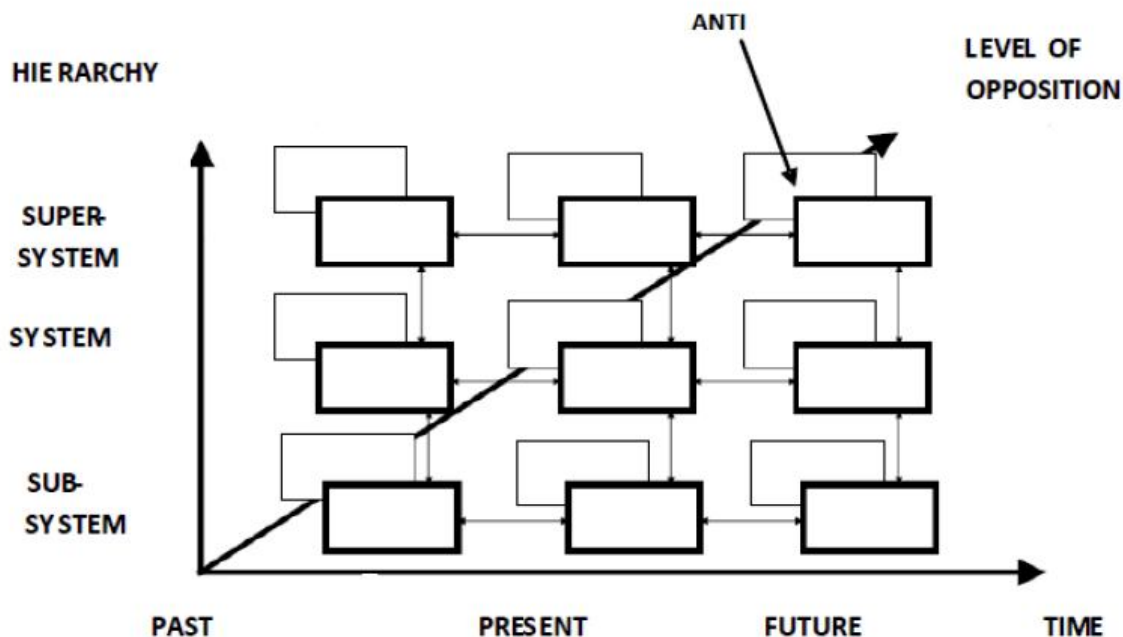 ANTI
HIE RARCHY
LEVEL OF
OPPOSITION
SUPER-
SY STEM
SY STEM
SUB-
SY STEM
PAST
PRESENT
FUTURE
TIME